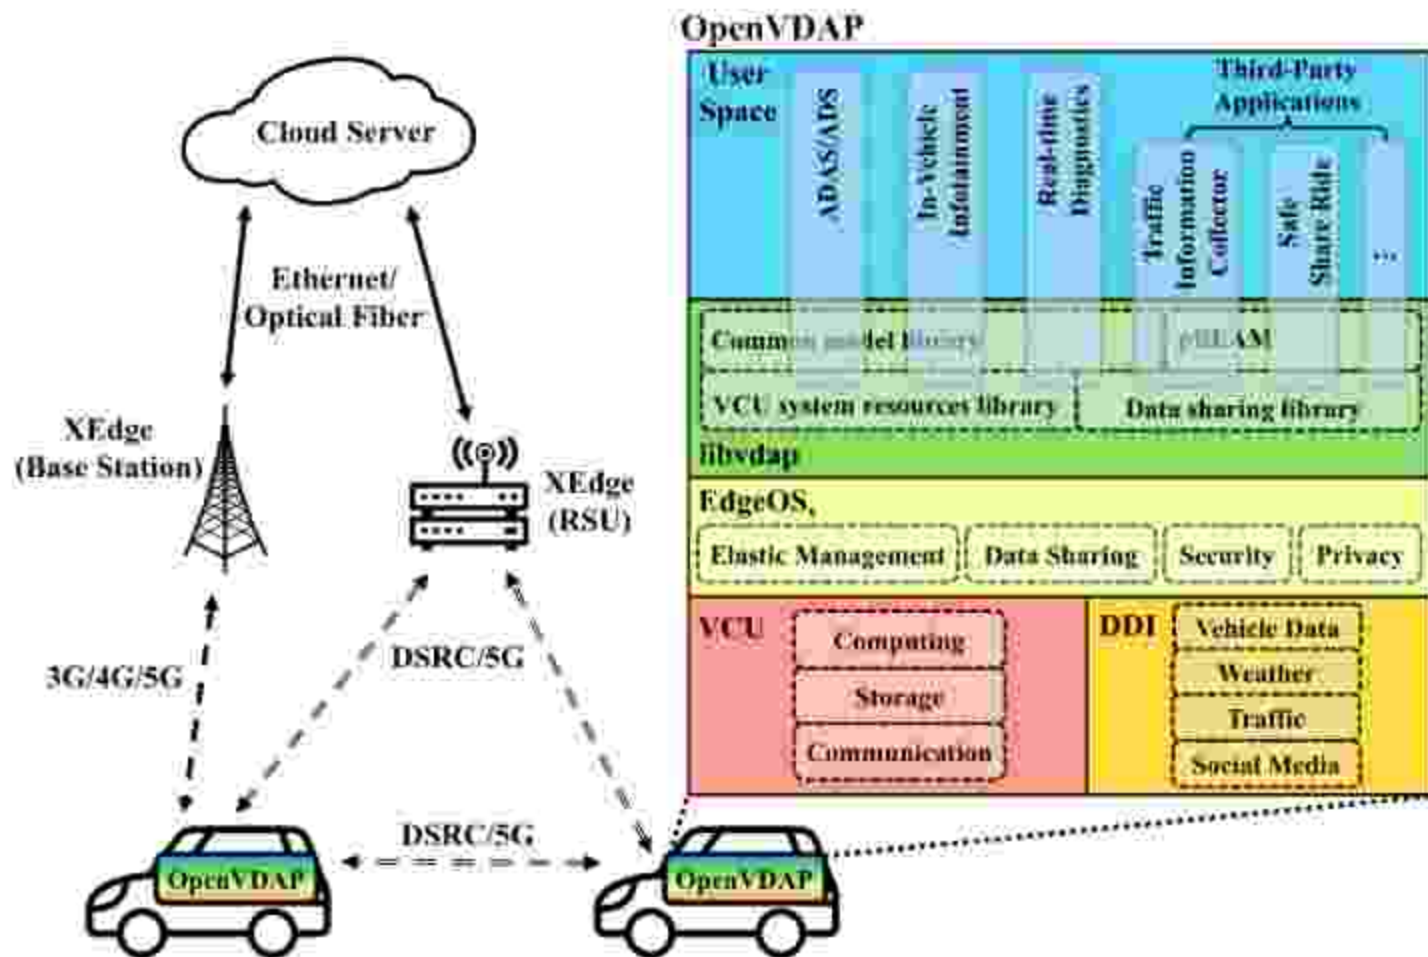 OpenVDAP
Cloud Server
Ethernet/
Optical Fiber
XEdge
(Base Station)
XEdge
(RSU)
3G/4G/5G
DSRC/5G
DSRC/5G
OpenVDAP
OpenVDAP
User
Space
ADAS/ADS
In-Vehicle
Infotainment
Real-time
Diagnostics
Third-Party
Applications
Traffic
Information
Collector
Safe
Share Ride
...
Common model library
VCU system resources library
Data sharing library
libvdap
EdgeOS
Elastic Management
Data Sharing
Security
Privacy
VCU
Computing
Storage
Communication
DDI
Vehicle Data
Weather
Traffic
Social Media